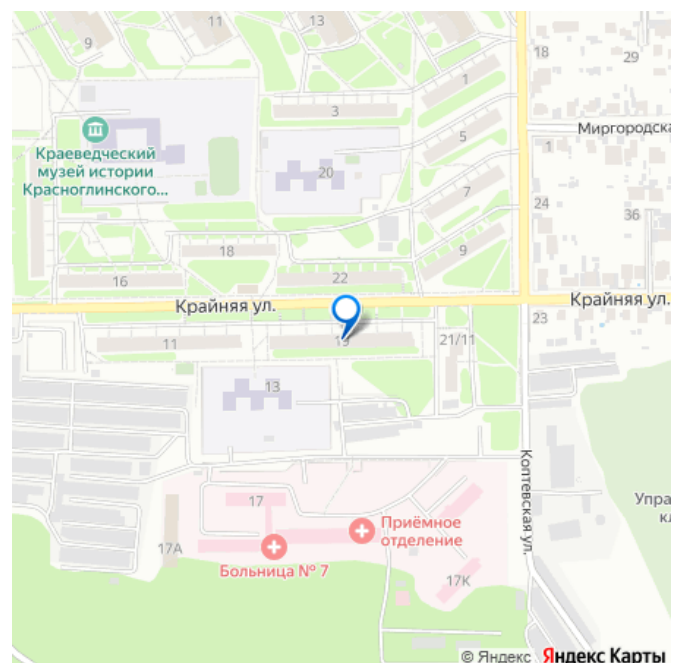 9
11
13
18
29
1
3
Миргородска
5
1
Краеведческий
музей истории
Красноглинского...
20
7
24
36
18
9
16
22
Крайняя ул.
Крайняя ул.
23
11
19
21/11
13
Коптевская ул.
17
Упра
кл
Приёмное
отделение
17А
Больница № 7
17К
© Яндекс Яндекс Карты